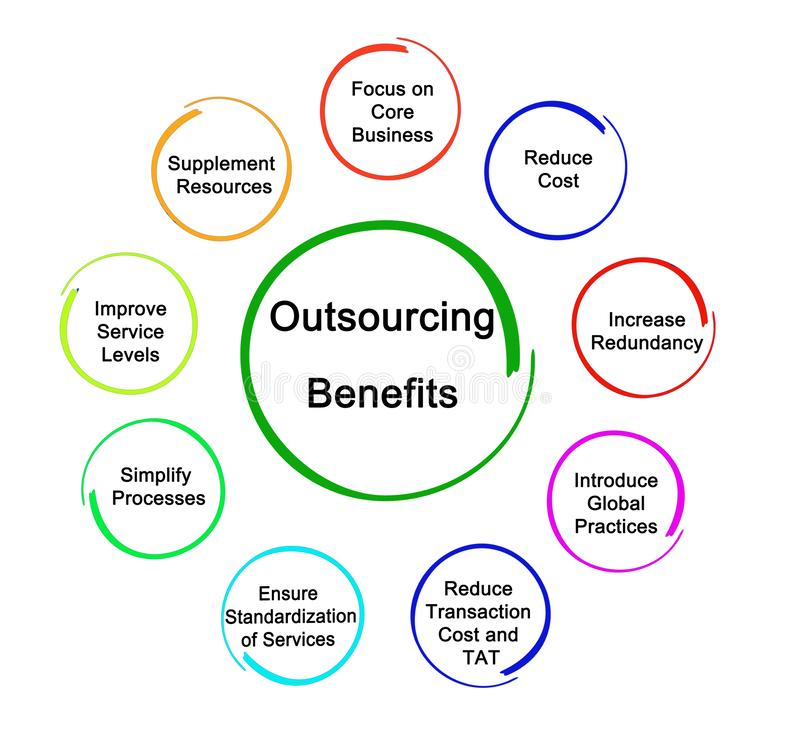 Focus on
Core
Business
Reduce
Cost
Increase
Redundancy
Introduce
Global
Practices
Reduce
Transaction
Cost and
TAT
Ensure
Standardization
of Services
Simplify
Processes
Improve
Service
Levels
Supplement
Resources
Outsourcing
Benefits
dreamstime